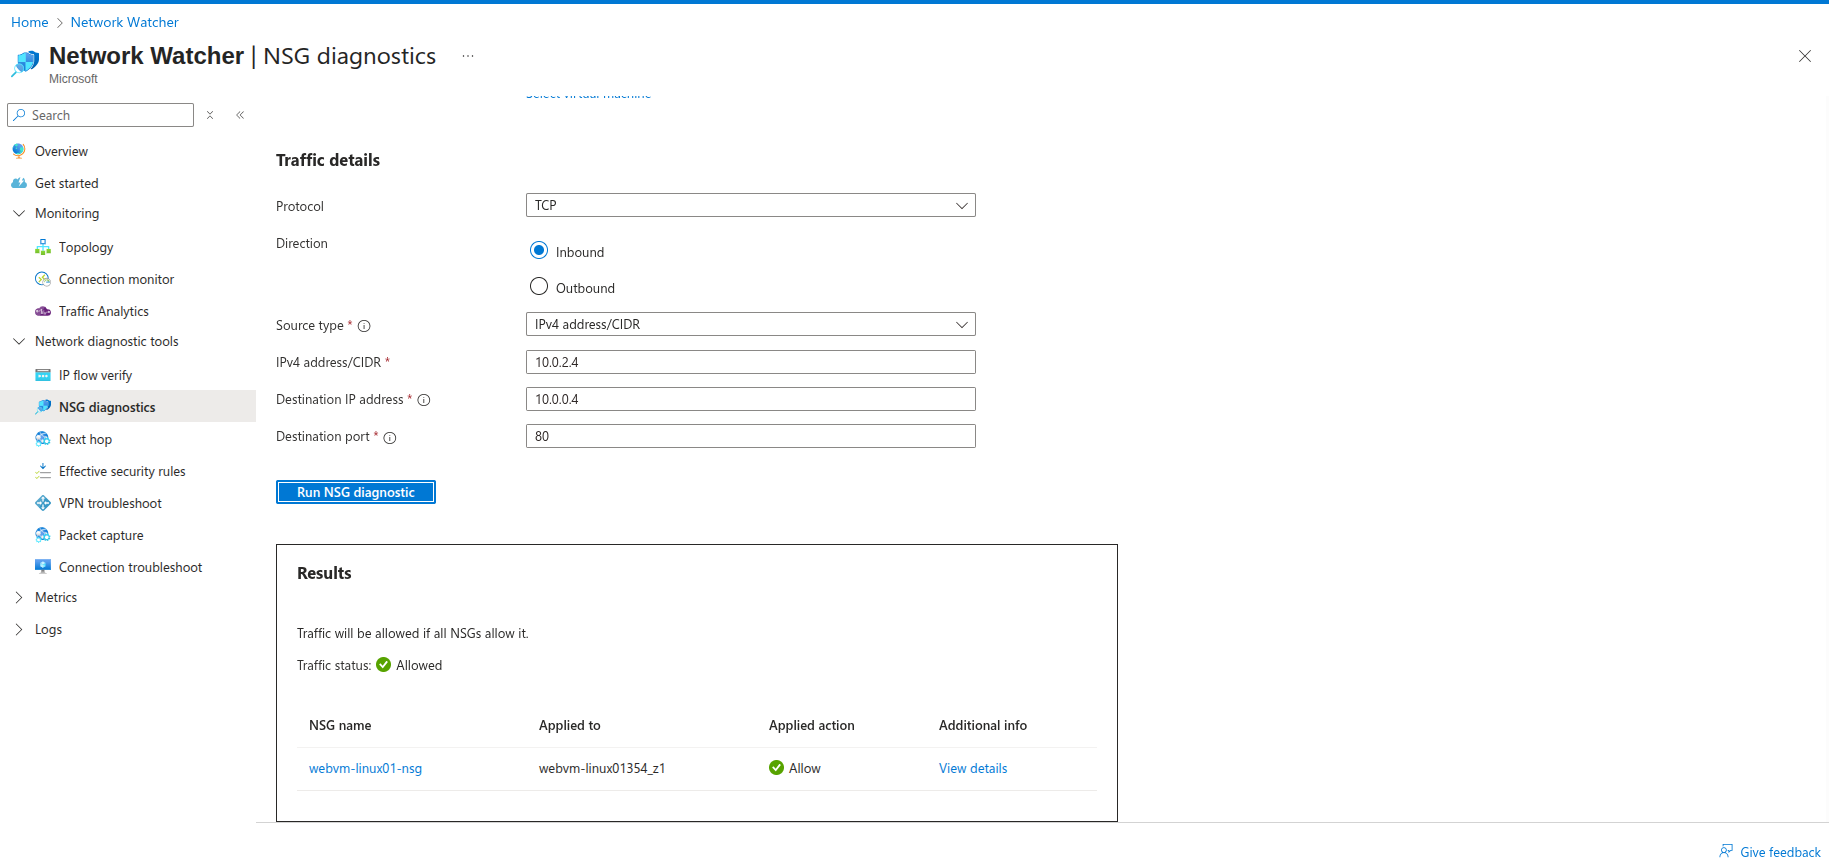 Home > Network Watcher
Network Watcher | NSG diagnostics ...
Microsoft
Search
Overview
Get started
Monitoring
Topology
Connection monitor
Traffic Analytics
Network diagnostic tools
IP flow verify
NSG diagnostics
Next hop
Effective security rules
VPN troubleshoot
Packet capture
Connection troubleshoot
Metrics
Logs
Select virtual machine
Traffic details
Protocol TCP
Direction
Inbound
Outbound
Source type * IPv4 address/CIDR
IPv4 address/CIDR * 10.0.2.4
Destination IP address * 10.0.0.4
Destination port * 80
Run NSG diagnostic
Results
Traffic will be allowed if all NSGs allow it.
Traffic status: Allowed
NSG name Applied to Applied action Additional info
webvm-linux01-nsg webvm-linux01354_z1 Allow View details
Give feedback